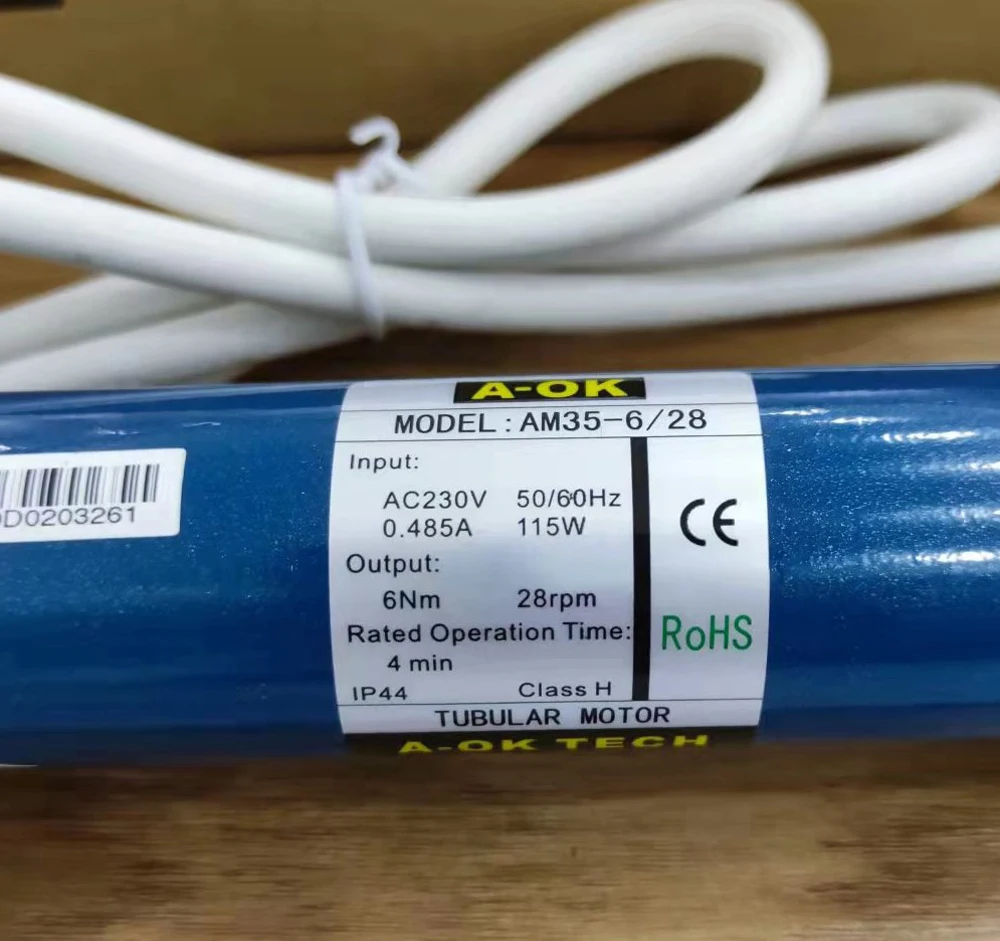 A-OK
MODEL:AM35-6/28
Input:
AC230V 50/60Hz
0.485A 115W
Output:
6Nm 28rpm
Rated Operation Time:
4 min
IP44 Class H
TUBULAR MOTOR
A-OK TECH
CE
RoHS
D0203261